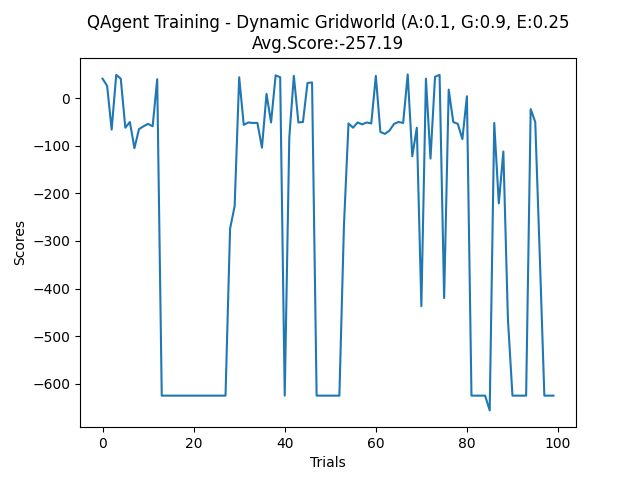 QAgent Training - Dynamic Gridworld (A:0.1, G:0.9, E:0.25
Avg.Score:-257.19
0
−100
−200
−300
−400
−500
−600
Scores
0 20 40 60 80 100
Trials